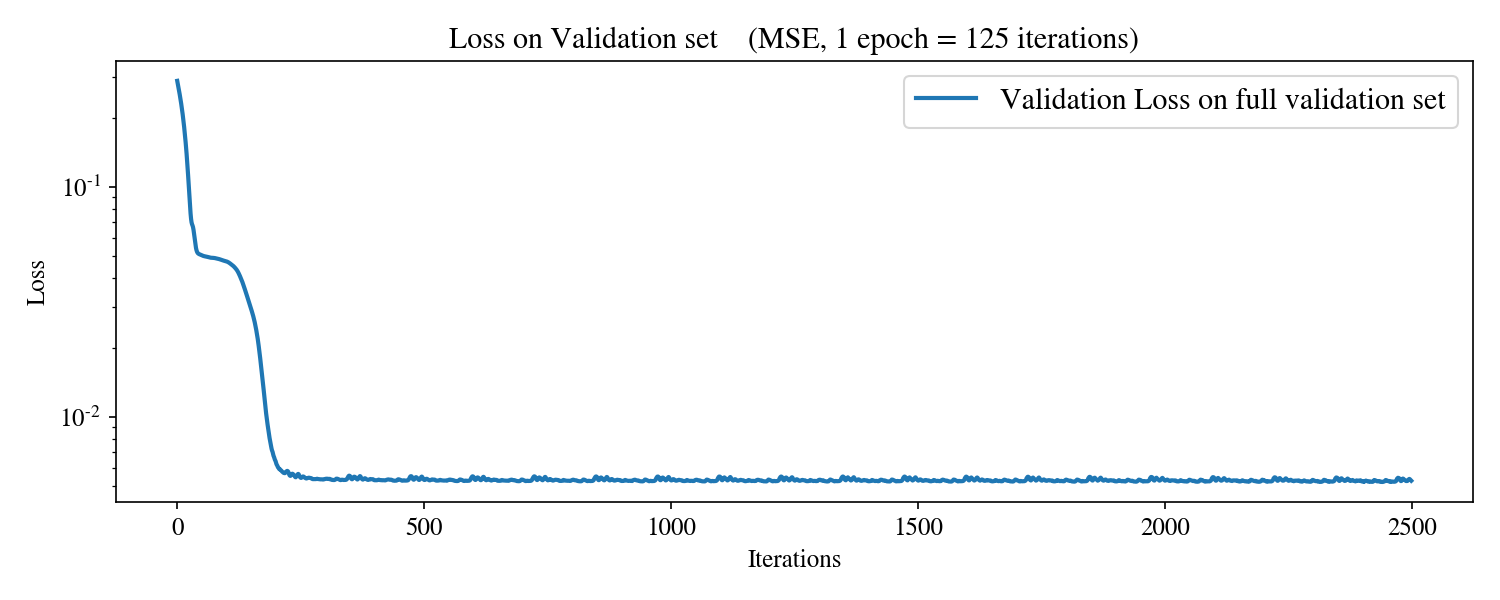 Loss on Validation set    (MSE, 1 epoch = 125 iterations)
Validation Loss on full validation set
Loss
10^-1
10^-2
0 500 1000 1500 2000 2500
Iterations